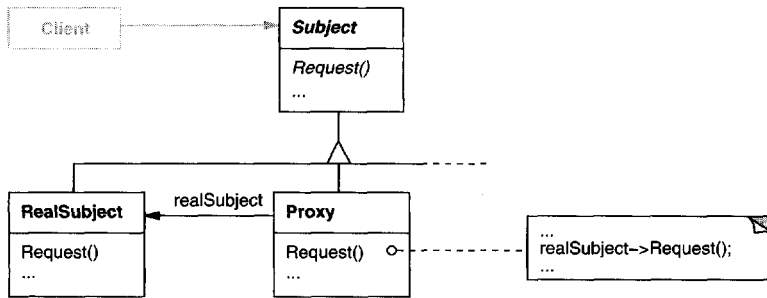 Client
Subject
Request()
...
realSubject
RealSubject
Request()
...
Proxy
Request()
...
...
realSubject–>Request();
...